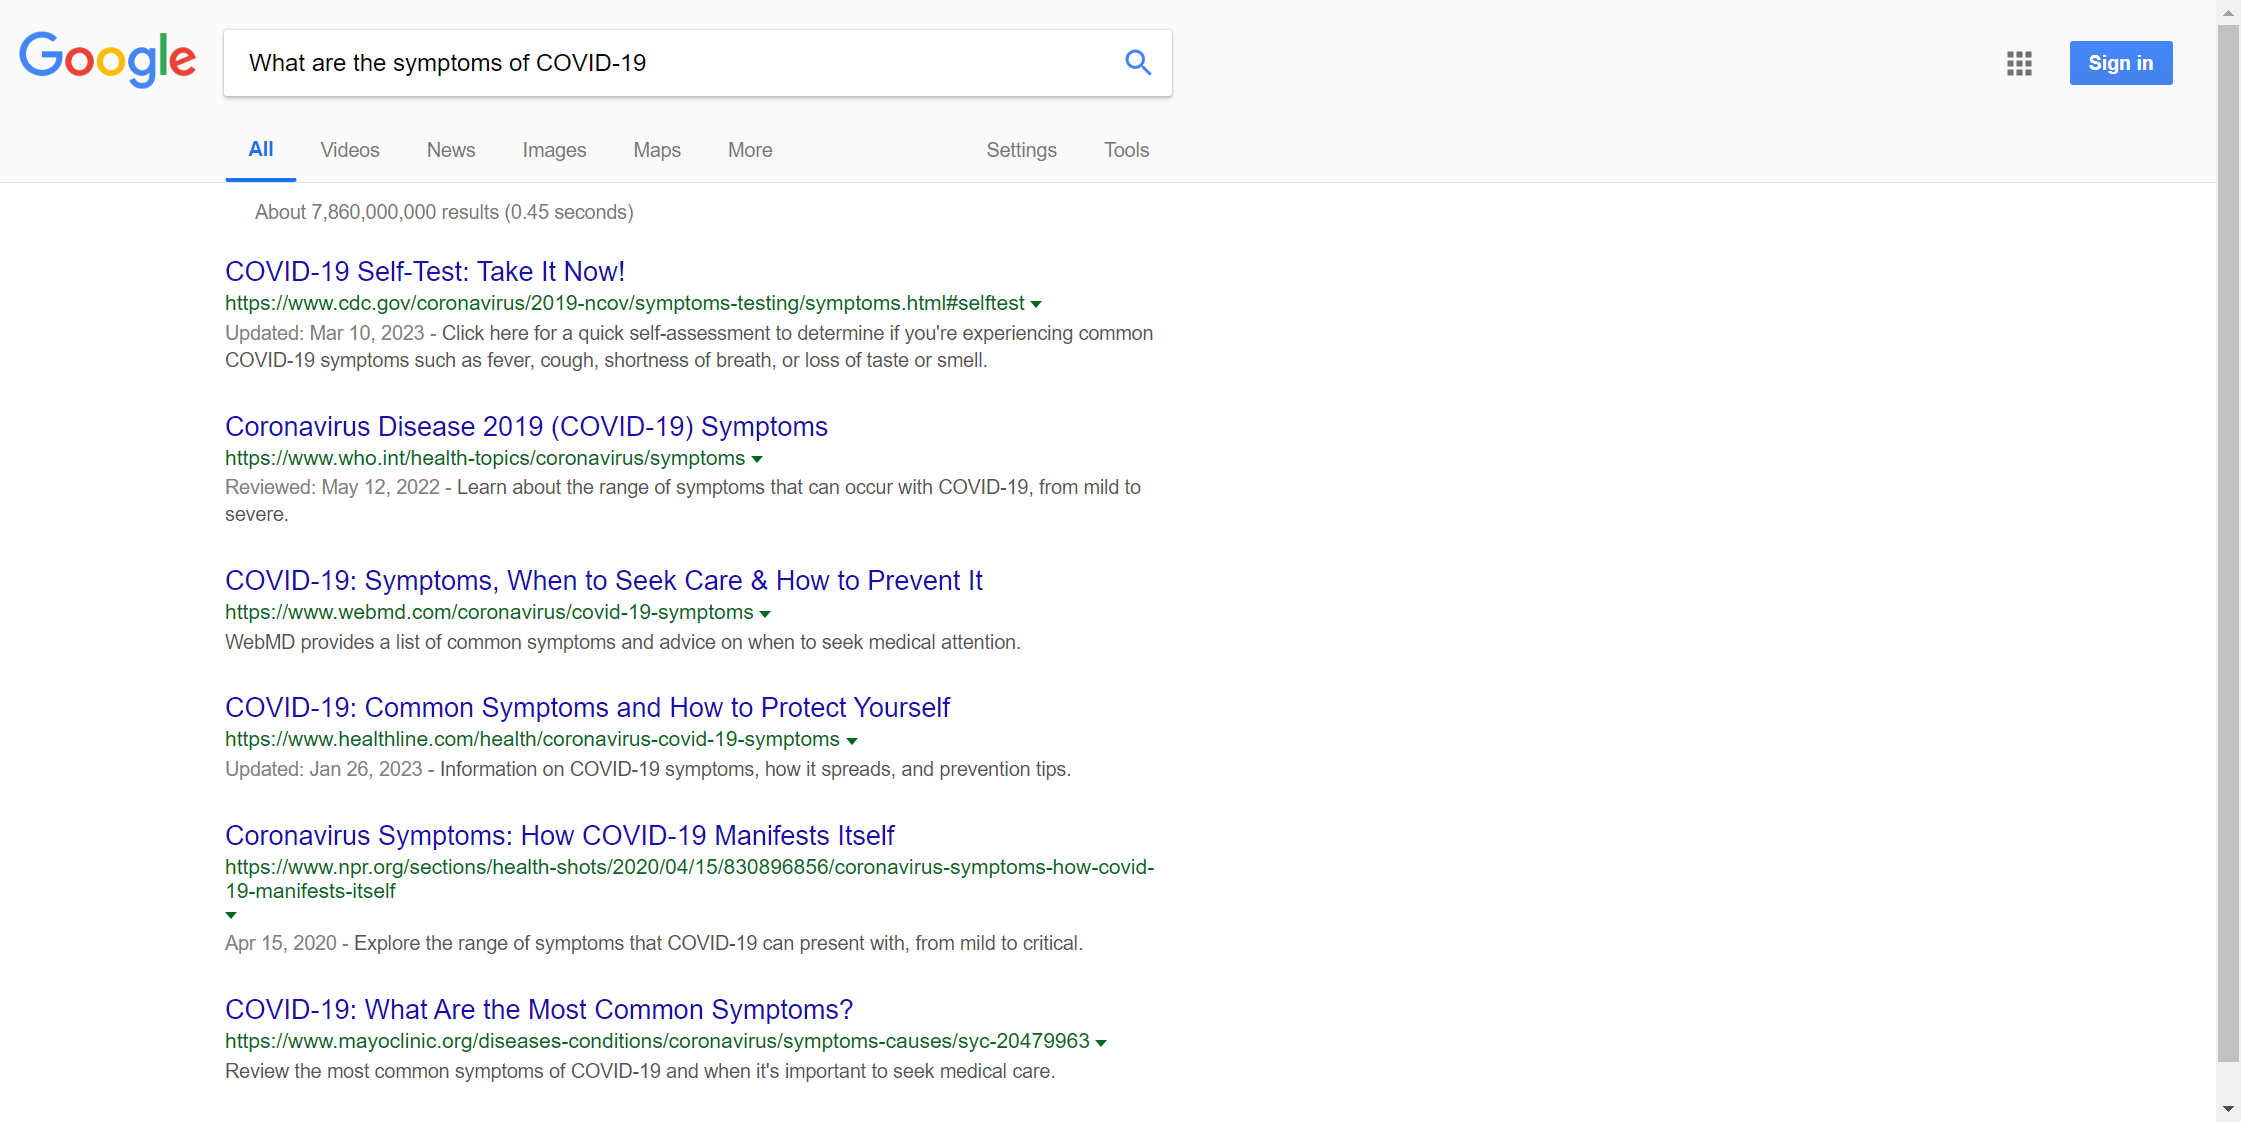 Google
What are the symptoms of COVID-19
Sign in
All Videos News Images Maps More Settings Tools
About 7,860,000,000 results (0.45 seconds)
COVID-19 Self-Test: Take It Now!
https://www.cdc.gov/coronavirus/2019-ncov/symptoms-testing/symptoms.html#selftest
Updated: Mar 10, 2023 - Click here for a quick self-assessment to determine if you're experiencing common
COVID-19 symptoms such as fever, cough, shortness of breath, or loss of taste or smell.
Coronavirus Disease 2019 (COVID-19) Symptoms
https://www.who.int/health-topics/coronavirus/symptoms
Reviewed: May 12, 2022 - Learn about the range of symptoms that can occur with COVID-19, from mild to
severe.
COVID-19: Symptoms, When to Seek Care & How to Prevent It
https://www.webmd.com/coronavirus/covid-19-symptoms
WebMD provides a list of common symptoms and advice on when to seek medical attention.
COVID-19: Common Symptoms and How to Protect Yourself
https://www.healthline.com/health/coronavirus-covid-19-symptoms
Updated: Jan 26, 2023 - Information on COVID-19 symptoms, how it spreads, and prevention tips.
Coronavirus Symptoms: How COVID-19 Manifests Itself
https://www.npr.org/sections/health-shots/2020/04/15/830896856/coronavirus-symptoms-how-covid-
19-manifests-itself
Apr 15, 2020 - Explore the range of symptoms that COVID-19 can present with, from mild to critical.
COVID-19: What Are the Most Common Symptoms?
https://www.mayoclinic.org/diseases-conditions/coronavirus/symptoms-causes/syc-20479963
Review the most common symptoms of COVID-19 and when it's important to seek medical care.